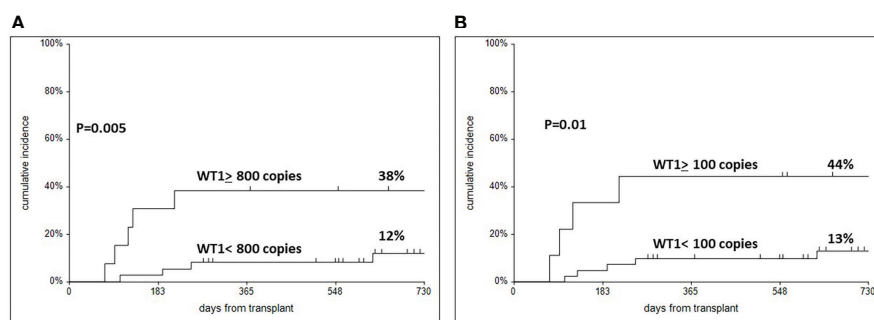 A
100%
80%
60%
40%
20%
0%
cumulative incidence
P=0.005
WT1≥ 800 copies
38%
WT1< 800 copies
12%
0
183
365
548
730
days from transplant
B
100%
80%
60%
40%
20%
0%
cumulative incidence
P=0.01
WT1≥ 100 copies
44%
WT1< 100 copies
13%
0
183
365
548
730
days from transplant